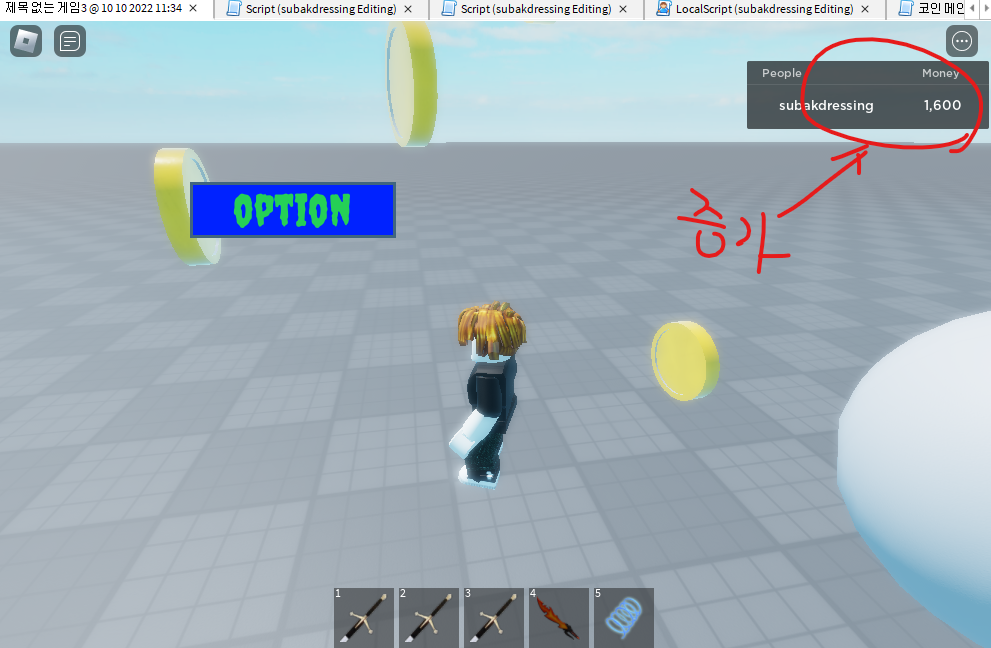 제목 없는 게임3 @ 10 10 2022 11:34 ×
Script (subakdressing Editing) ×
Script (subakdressing Editing) ×
LocalScript (subakdressing Editing) ×
코인 메인
People Money
subakdressing 1,600
OPTION
증가
1 2 3 4 5